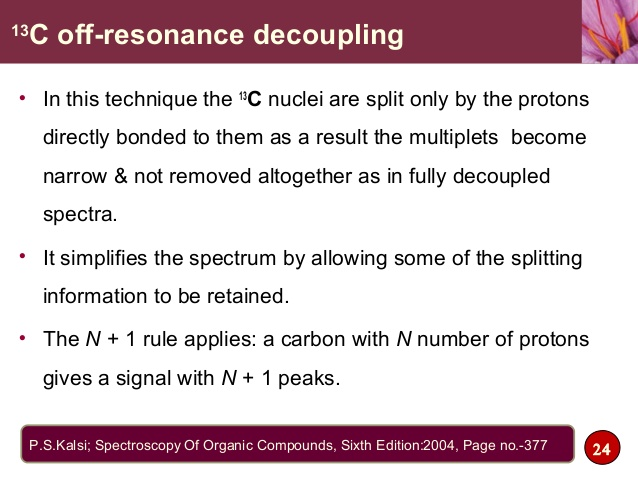 13C off-resonance decoupling
• In this technique the 13C nuclei are split only by the protons
directly bonded to them as a result the multiplets become
narrow & not removed altogether as in fully decoupled
spectra.
• It simplifies the spectrum by allowing some of the splitting
information to be retained.
• The N + 1 rule applies: a carbon with N number of protons
gives a signal with N + 1 peaks.
P.S.Kalsi; Spectroscopy Of Organic Compounds, Sixth Edition:2004, Page no.-377
24